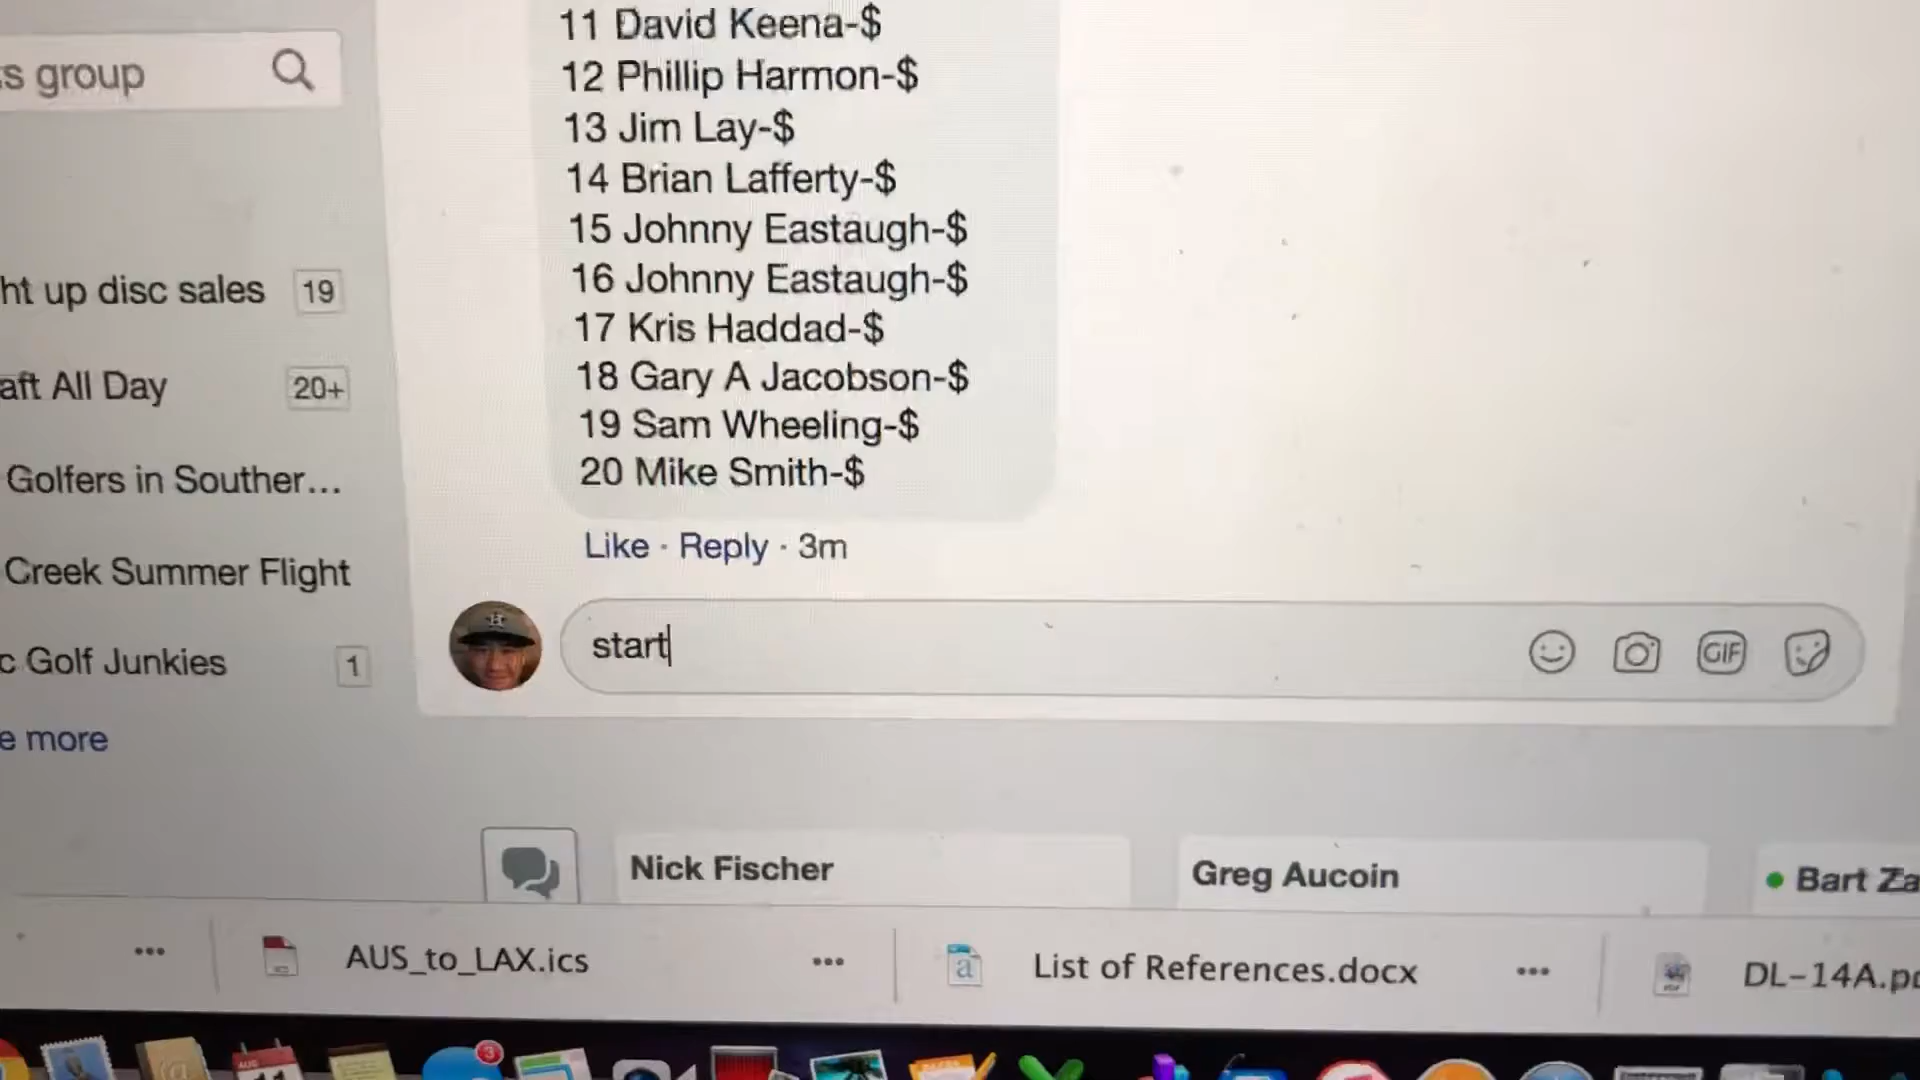 11 David Keena-$
s group
12 Phillip Harmon-$
13 Jim Lay-$
14 Brian Lafferty-$
15 Johnny Eastaugh-$
16 Johnny Eastaugh-$
17 Kris Haddad-$
18 Gary A Jacobson-$
19 Sam Wheeling-$
20 Mike Smith-$
Like · Reply · 3m
ht up disc sales 19
aft All Day 20+
Golfers in Souther...
Creek Summer Flight
c Golf Junkies 1
e more
start
GIF
Nick Fischer
Greg Aucoin
Bart Za
AUS_to_LAX.ics
List of References.docx
DL-14A.p
3
AUG